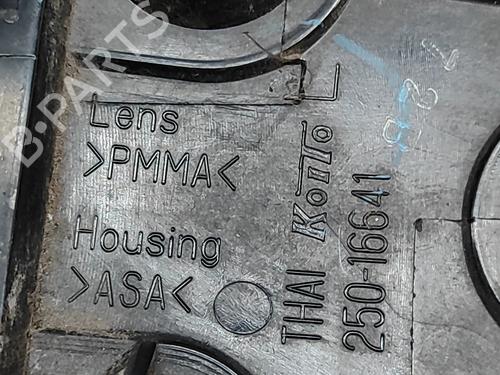 B-PARTS
Lens
>PMMA<
Housing
>ASA<
L
THAI KOITO
250-16641